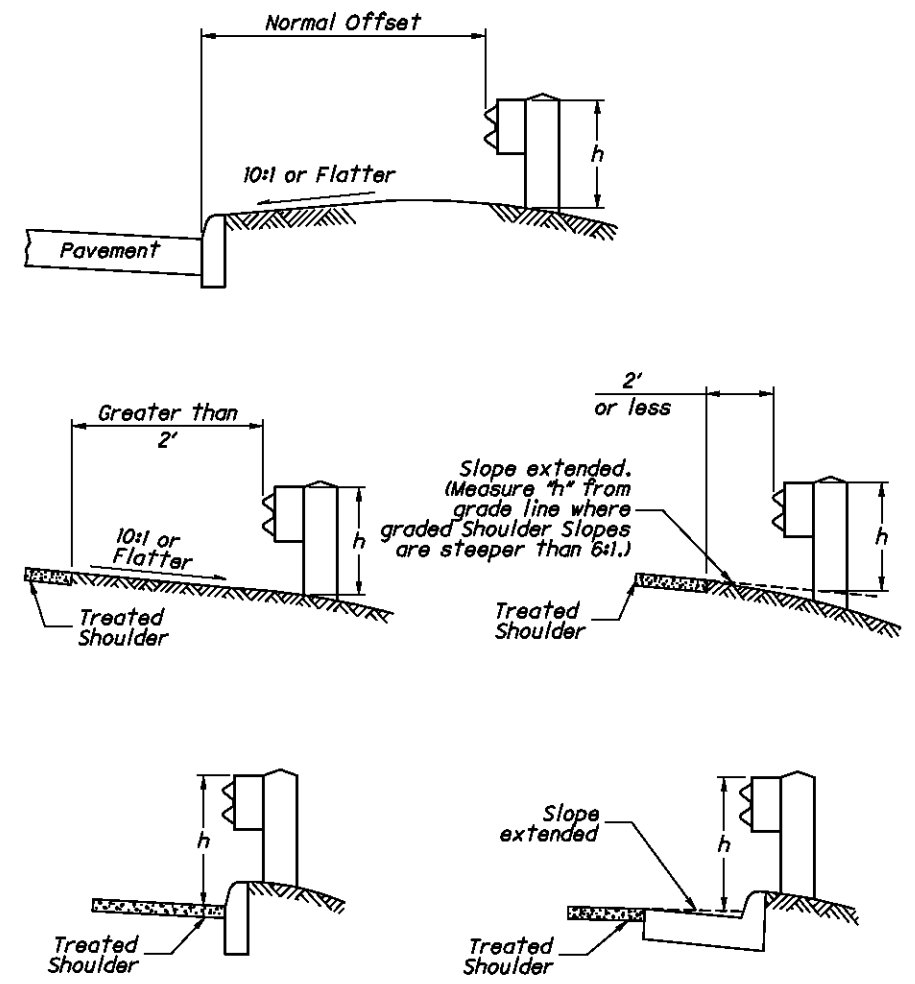 Normal Offset
10:1 or Flatter
h
Pavement
Greater than
2'
10:1 or
Flatter
h
Treated
Shoulder
2'
or less
Slope extended.
(Measure "h" from
grade line where
graded Shoulder Slopes
are steeper than 6:1.)
h
Treated
Shoulder
h
Treated
Shoulder
Slope
extended
h
Treated
Shoulder